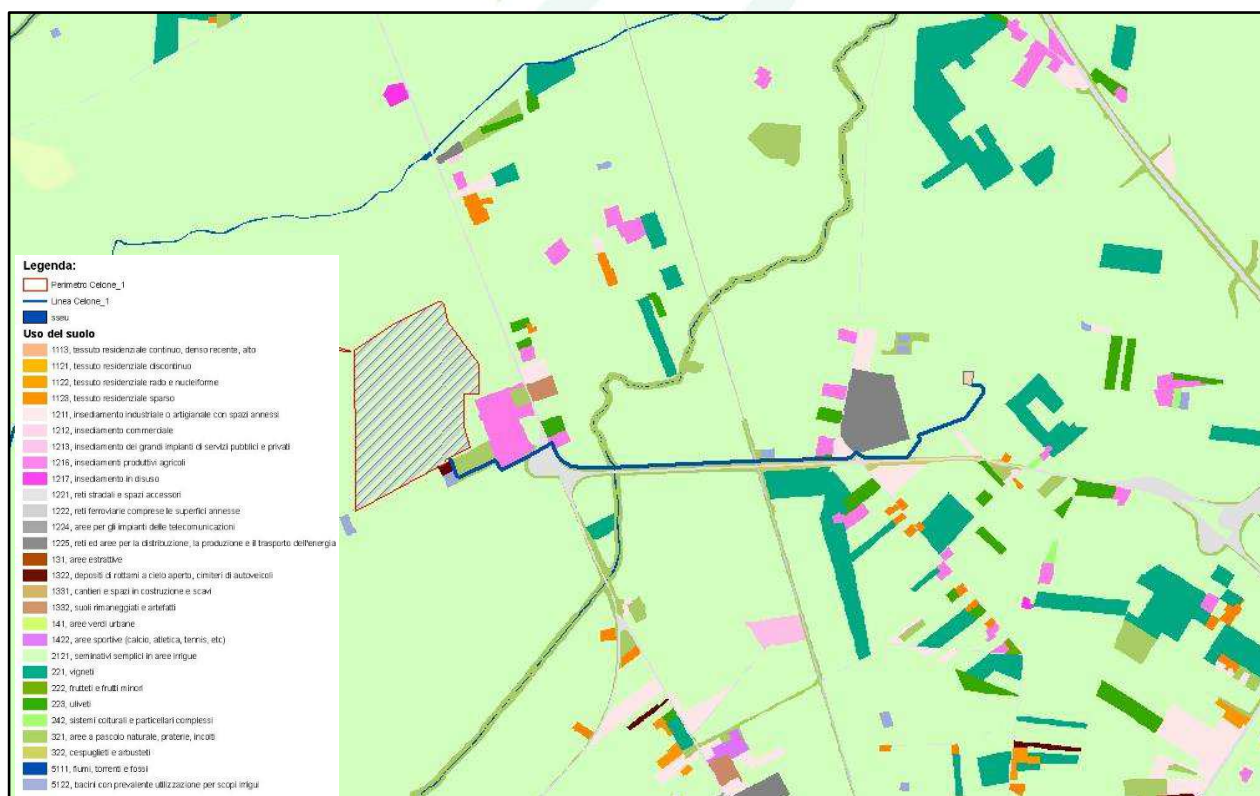 Legenda:
Perimetro Celone_1
Linea Celone_1
sseu
Uso del suolo
1113, tessuto residenziale continuo, denso recente, alto
1121, tessuto residenziale discontinuo
1122, tessuto residenziale rado e nucleiforme
1123, tessuto residenziale sparso
1211, insediamento industriale o artigianale con spazi annessi
1212, insediamento commerciale
1213, insediamento dei grandi impianti di servizi pubblici e privati
1216, insediamenti produttivi agricoli
1217, insediamento in disuso
1221, reti stradali e spazi accessori
1222, reti ferroviarie comprese le superfici annesse
1224, aree per gli impianti delle telecomunicazioni
1225, reti ed aree per la distribuzione, la produzione e il trasporto dell'energia
131, aree estrattive
1322, depositi di rottami a cielo aperto, cimiteri di autoveicoli
1331, cantieri e spazi in costruzione e scavi
1332, suoli rimaneggiati e artefatti
141, aree verdi urbane
1422, aree sportive (calcio, atletica, tennis, etc)
2121, seminativi semplici in aree irrigue
221, vigneti
222, frutteti e frutti minori
223, uliveti
242, sistemi colturali e particellari complessi
321, aree a pascolo naturale, praterie, incolti
322, cespuglieti e arbusteti
5111, fiumi, torrenti e fossi
5122, bacini con prevalente utilizzazione per scopi irrigui